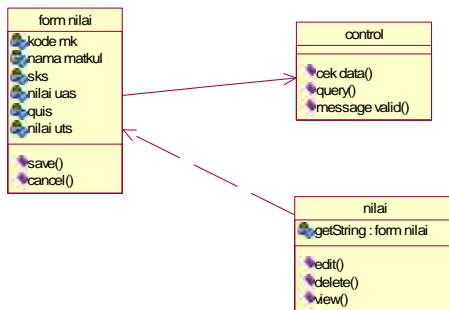 form nilai
kode mk
nama matkul
sks
nilai uas
quis
nilai uts
save()
cancel()
control
cek data()
query()
message valid()
nilai
getString : form nilai
edit()
delete()
view()